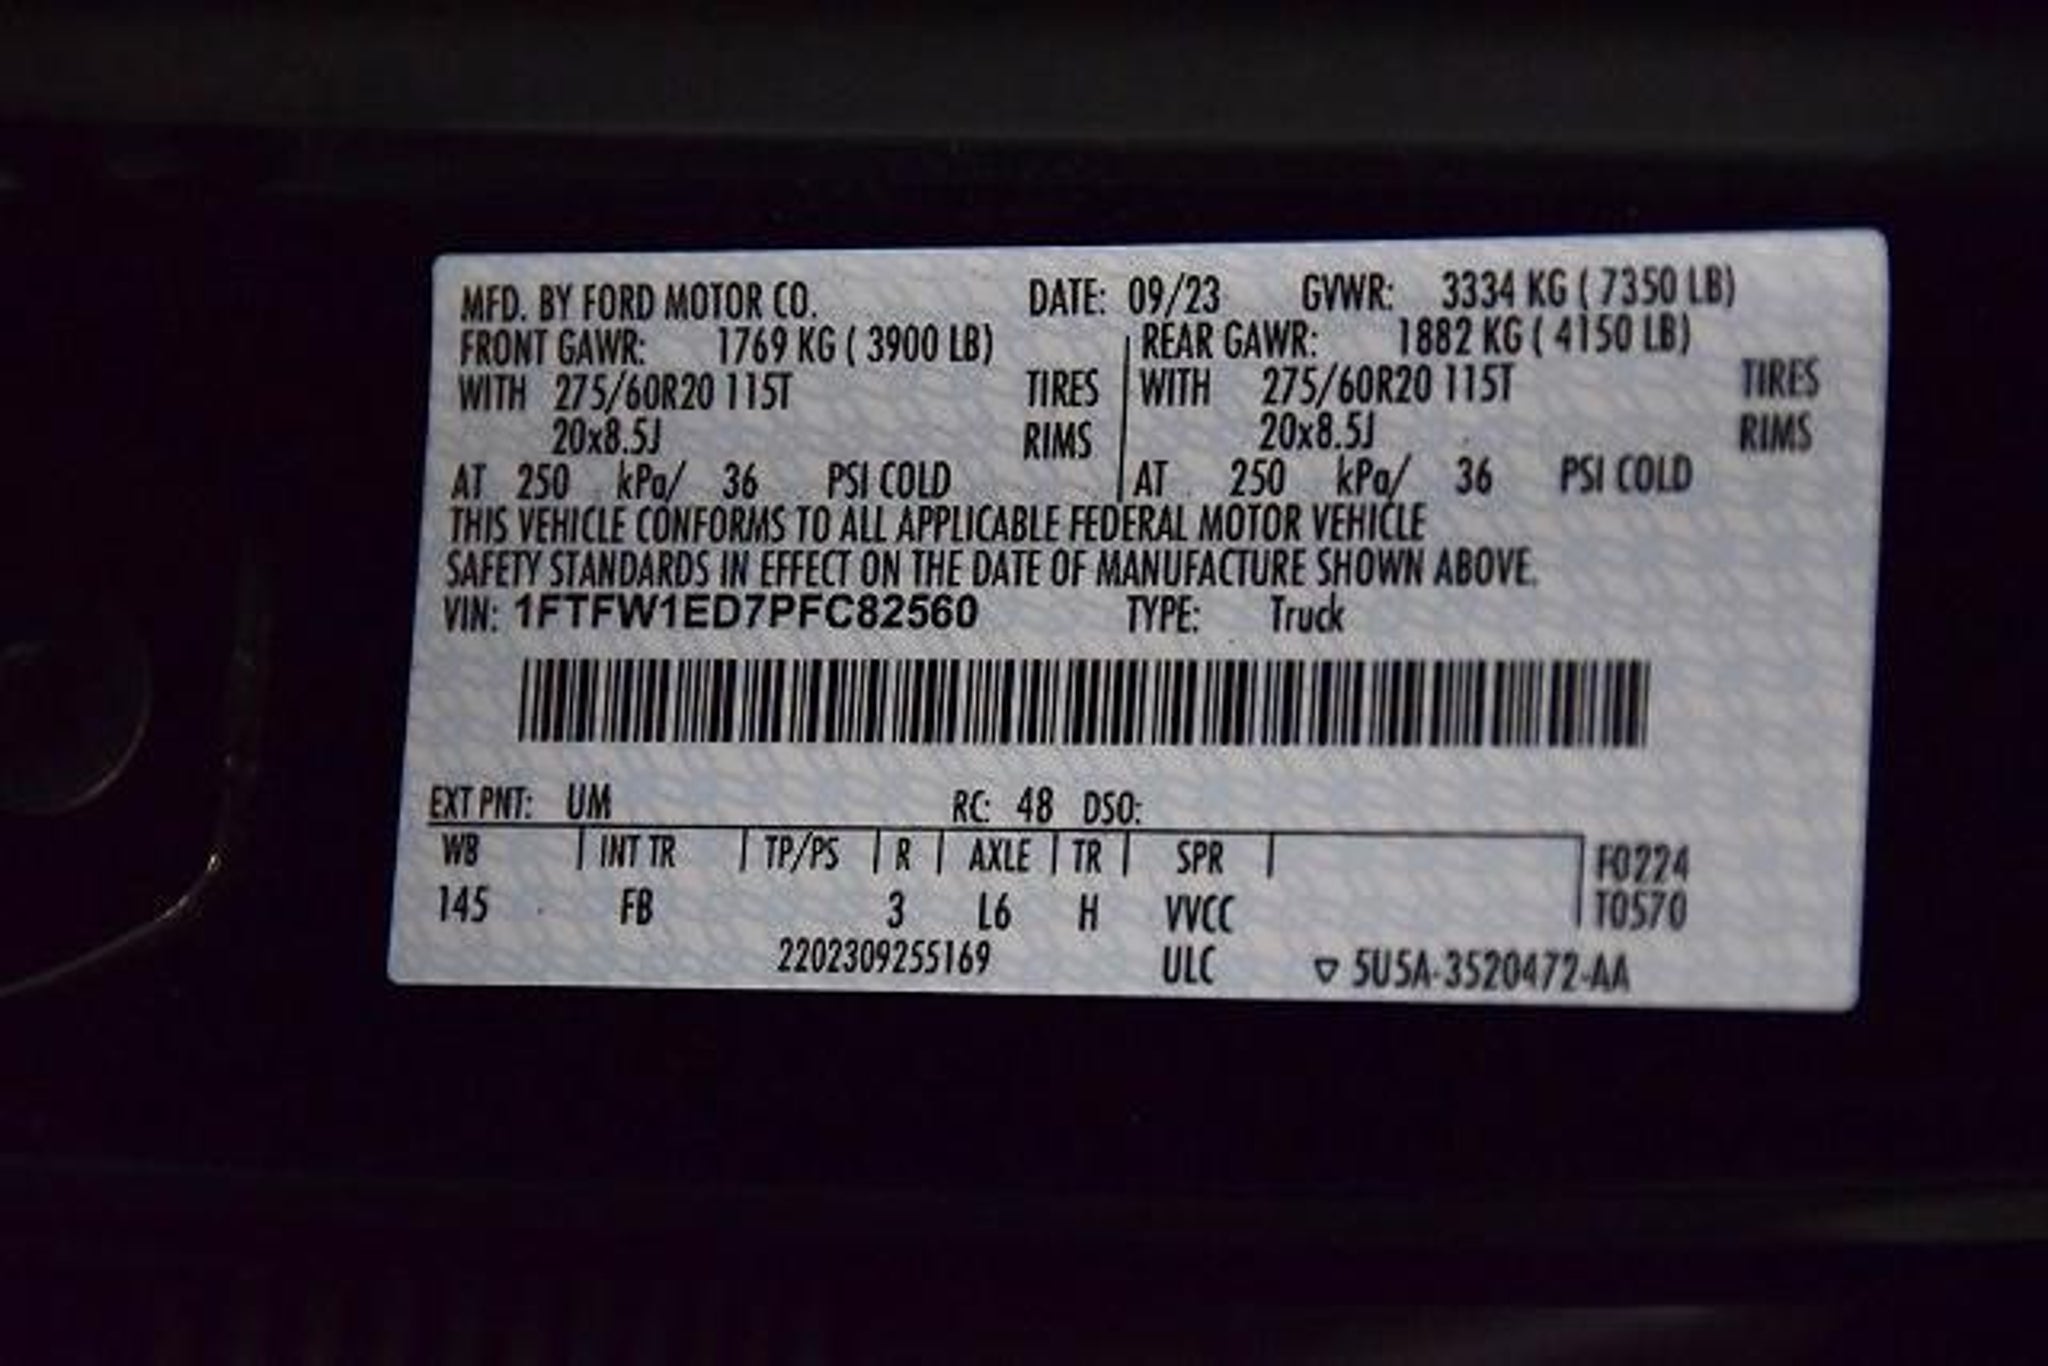 MFD. BY FORD MOTOR CO. DATE: 09/23 GVWR: 3334 KG ( 7350 LB)
FRONT GAWR: 1769 KG ( 3900 LB) REAR GAWR: 1882 KG ( 4150 LB)
WITH 275/60R20 115T TIRES WITH 275/60R20 115T TIRES
20x8.5J RIMS 20x8.5J RIMS
AT 250 kPa/ 36 PSI COLD AT 250 kPa/ 36 PSI COLD
THIS VEHICLE CONFORMS TO ALL APPLICABLE FEDERAL MOTOR VEHICLE
SAFETY STANDARDS IN EFFECT ON THE DATE OF MANUFACTURE SHOWN ABOVE.
VIN: 1FTFW1ED7PFC82560 TYPE: Truck
EXT PNT: UM RC: 48 DSO:
WB INT TR TP/PS R AXLE TR SPR F0224
145 FB 3 L6 H VVCC T0570
2202309255169 ULC ▽ 5U5A-3520472-AA